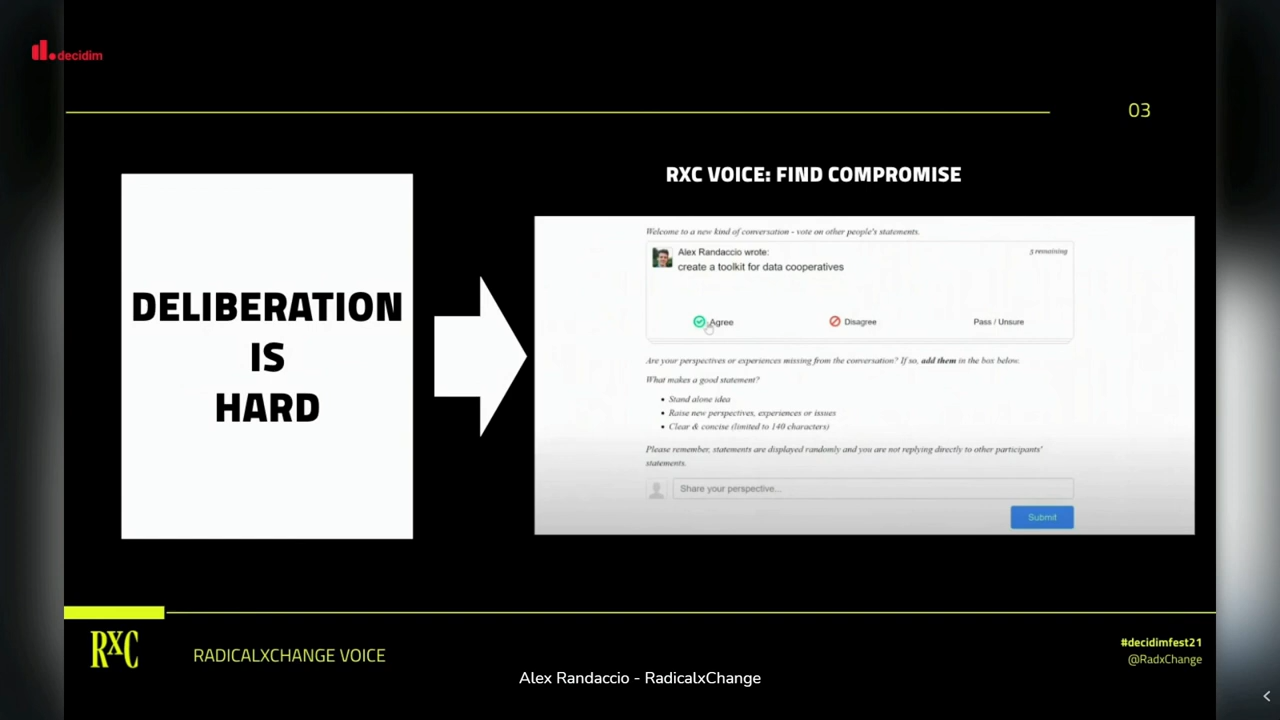 decidim
03
RXC VOICE: FIND COMPROMISE
DELIBERATION
IS
HARD
Welcome to a new kind of conversation - vote on other people's statements.
Alex Randaccio wrote:
5 remaining
create a toolkit for data cooperatives
Agree
Disagree
Pass / Unsure
Are your perspectives or experiences missing from the conversation? If so, add them in the box below.
What makes a good statement?
• Stand alone idea
• Raise new perspectives, experiences or issues
• Clear & concise (limited to 140 characters)
Please remember, statements are displayed randomly and you are not replying directly to other participants'
statements.
Share your perspective...
Submit
RxC
RADICALXCHANGE VOICE
#decidimfest21
@RadxChange
Alex Randaccio - RadicalxChange